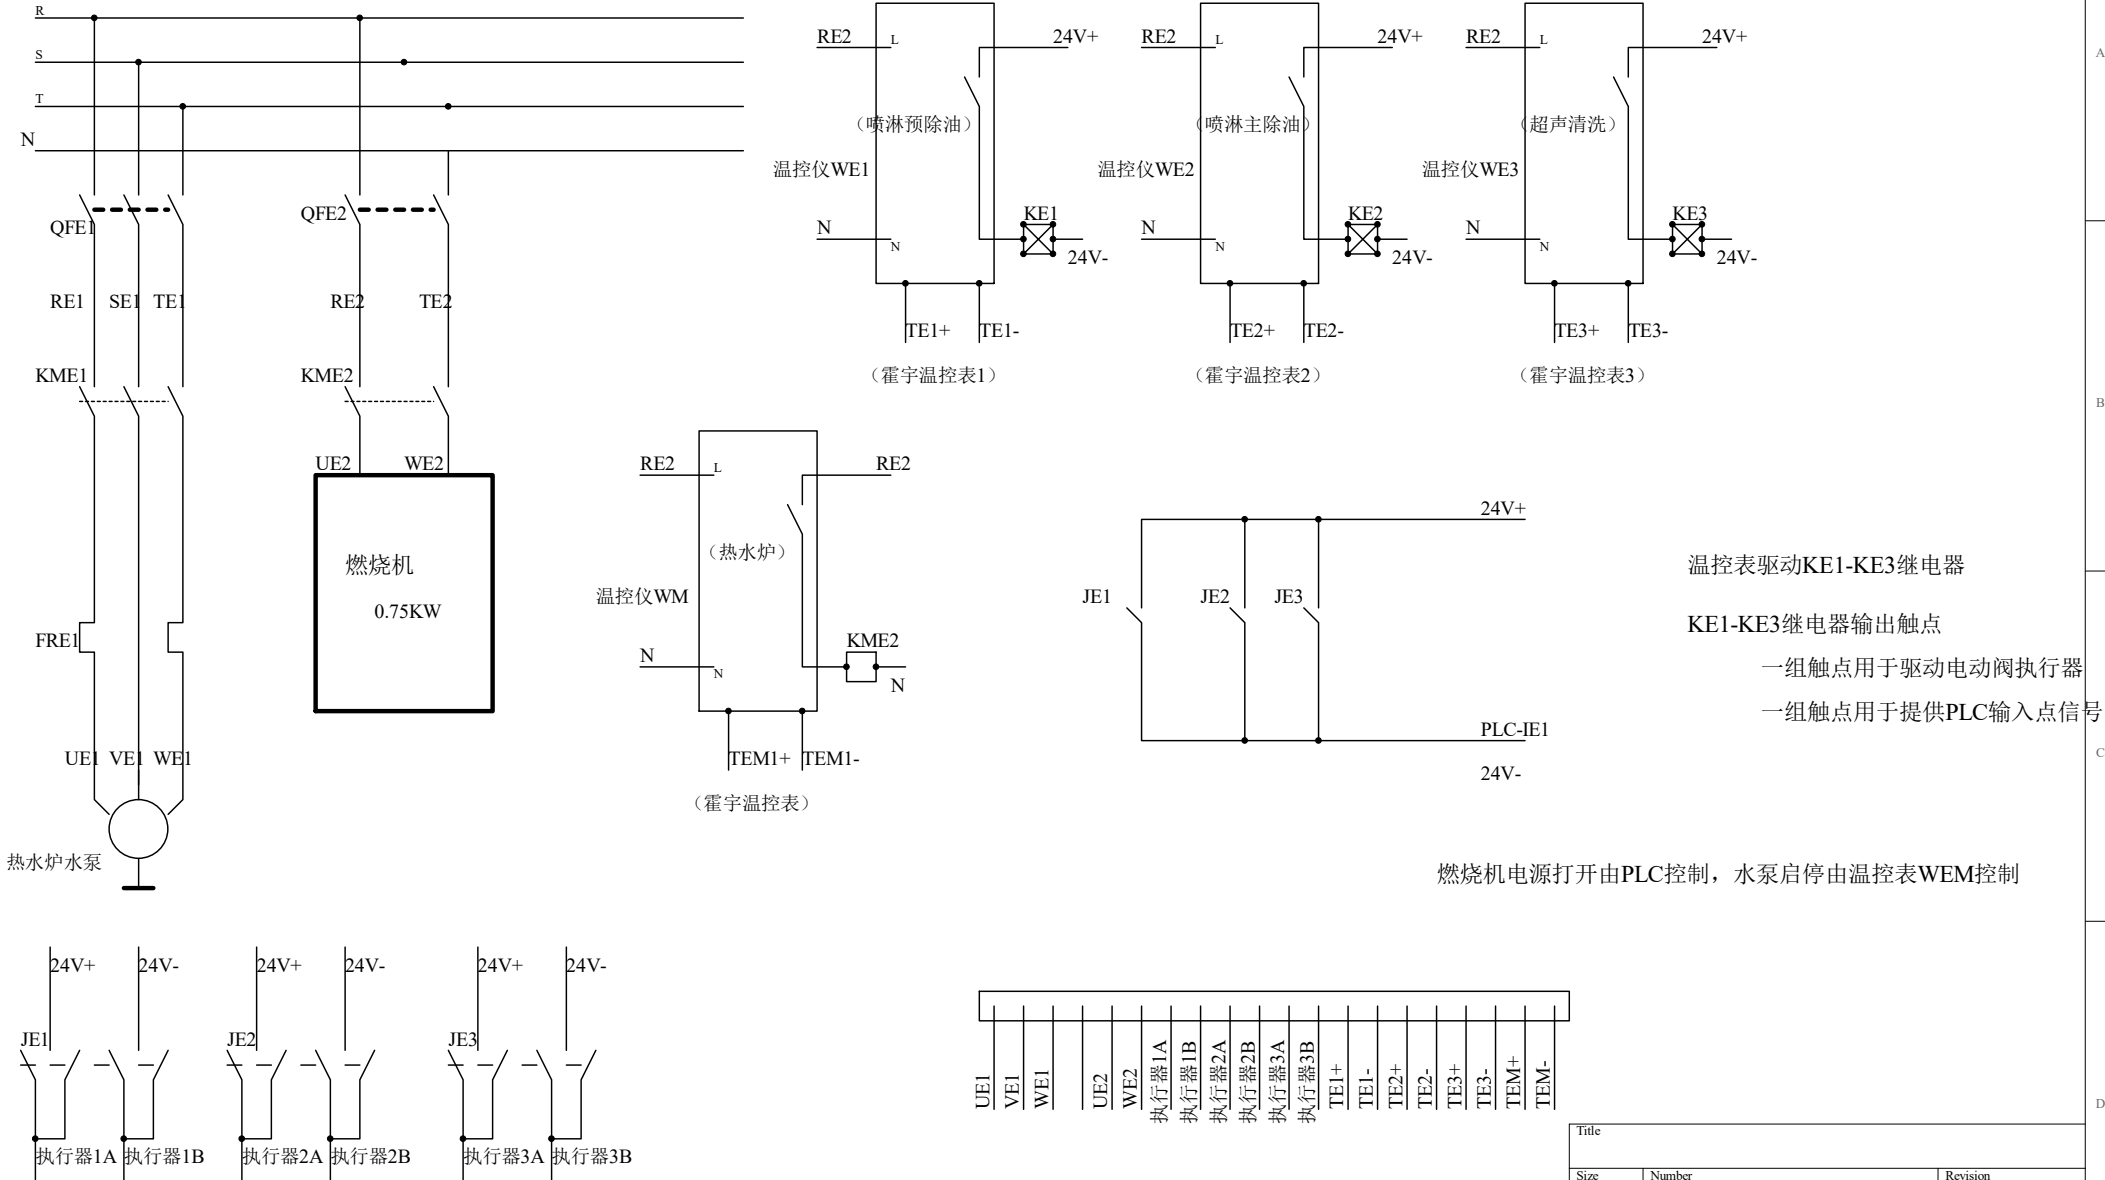 R
S
T
N
QFE1
QFE2
RE1 SE1 TE1
RE2 TE2
KME1
KME2
UE2 WE2
燃烧机
0.75KW
FRE1
UE1 VE1 WE1
热水炉水泵
RE2 L 24V+
（喷淋预除油）
温控仪WE1
KE1
N N 24V-
TE1+ TE1-
（霍宇温控表1）
RE2 L 24V+
（喷淋主除油）
温控仪WE2
KE2
N N 24V-
TE2+ TE2-
（霍宇温控表2）
RE2 L 24V+
（超声清洗）
温控仪WE3
KE3
N N 24V-
TE3+ TE3-
（霍宇温控表3）
RE2 L RE2
（热水炉）
温控仪WM
KME2
N N N
TEM1+ TEM1-
（霍宇温控表）
24V+
JE1 JE2 JE3
PLC-IE1
24V-
温控表驱动KE1-KE3继电器
KE1-KE3继电器输出触点
一组触点用于驱动电动阀执行器
一组触点用于提供PLC输入点信号
燃烧机电源打开由PLC控制，水泵启停由温控表WEM控制
24V+ 24V- 24V+ 24V- 24V+ 24V-
JE1 JE2 JE3
执行器1A 执行器1B 执行器2A 执行器2B 执行器3A 执行器3B
UE1
VE1
WE1
UE2
WE2
执行器1A
执行器1B
执行器2A
执行器2B
执行器3A
执行器3B
TE1+
TE1-
TE2+
TE2-
TE3+
TE3-
TEM+
TEM-
A
B
C
D
Title
Size Number Revision